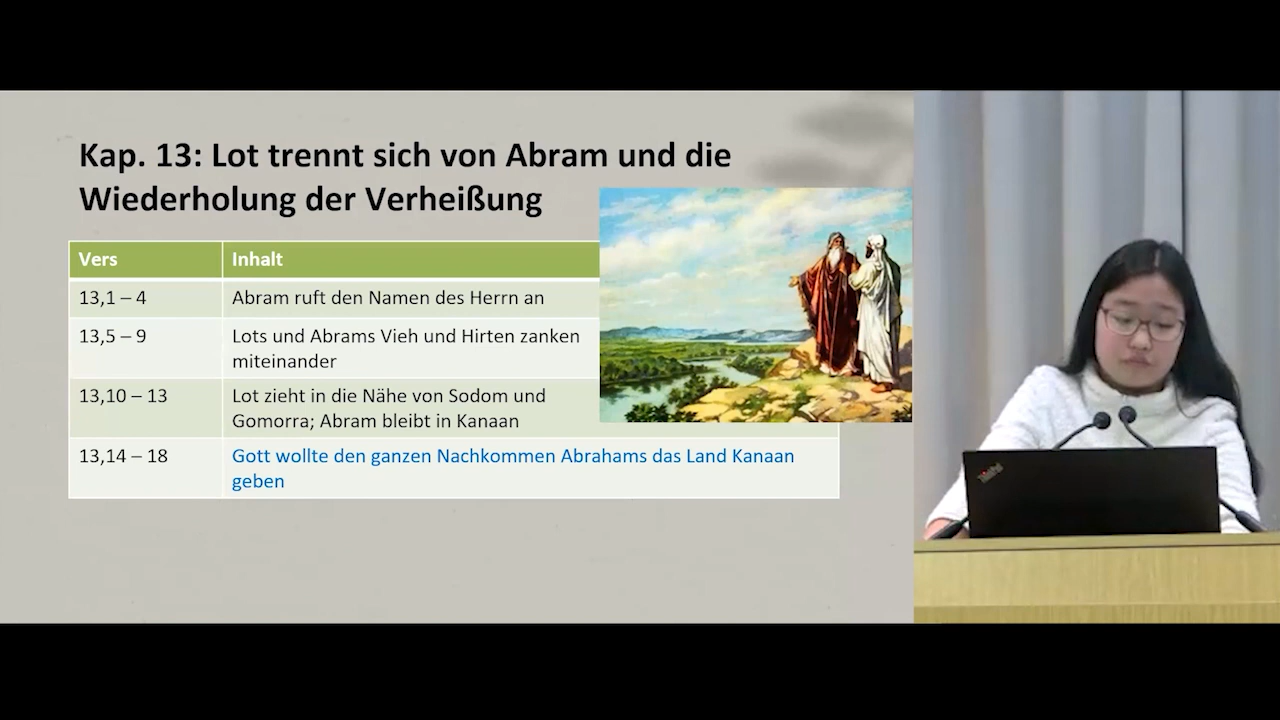 Kap. 13: Lot trennt sich von Abram und die
Wiederholung der Verheißung
Vers Inhalt
13,1 – 4 Abram ruft den Namen des Herrn an
13,5 – 9 Lots und Abrams Vieh und Hirten zanken
miteinander
13,10 – 13 Lot zieht in die Nähe von Sodom und
Gomorra; Abram bleibt in Kanaan
13,14 – 18 Gott wollte den ganzen Nachkommen Abrahams das Land Kanaan
geben
ThinkPad